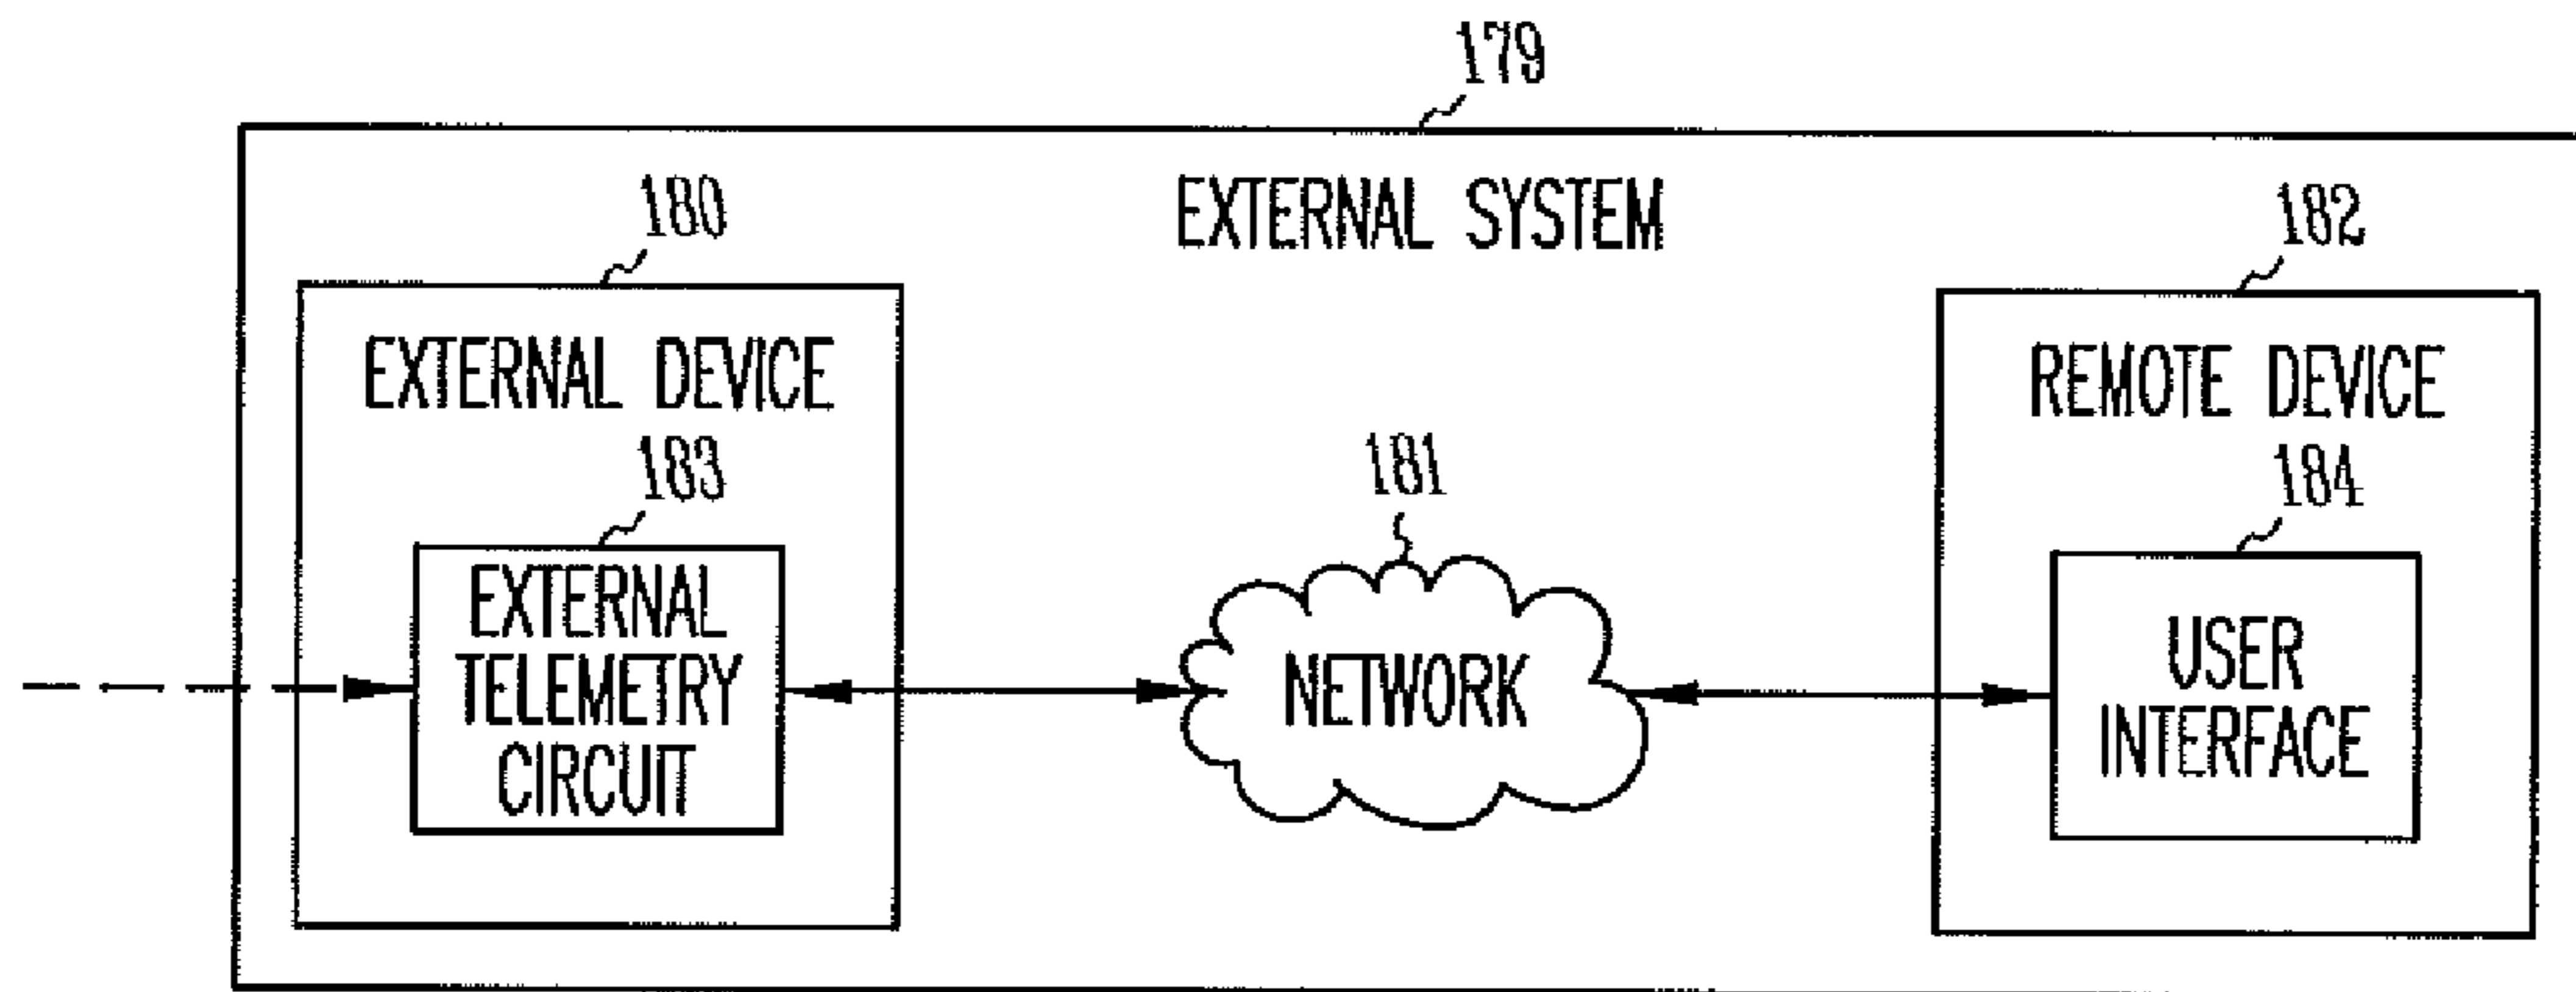 179
EXTERNAL SYSTEM
180
182
EXTERNAL DEVICE
REMOTE DEVICE
183
181
184
EXTERNAL
TELEMETRY
CIRCUIT
NETWORK
USER
INTERFACE